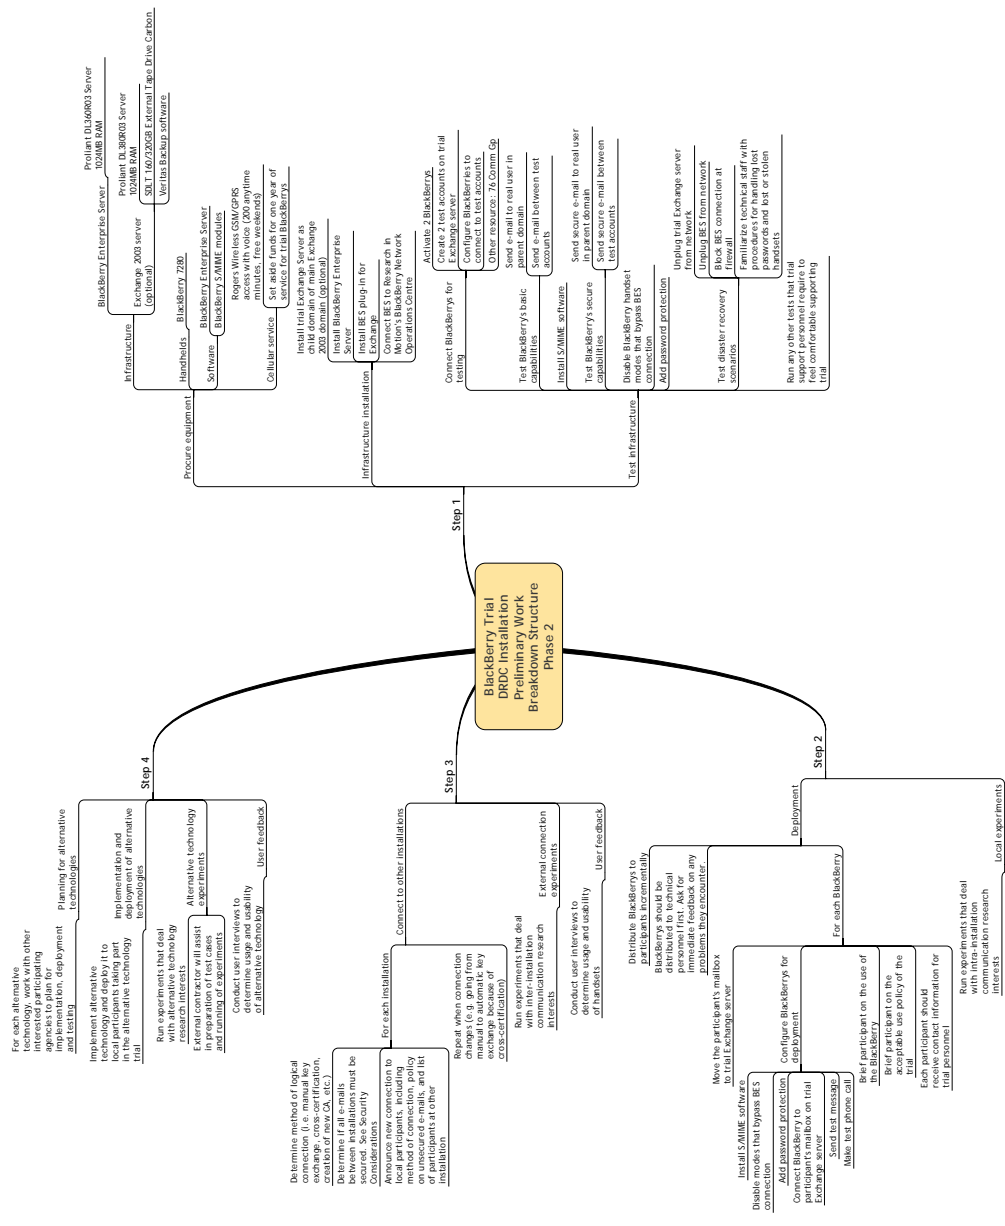 BlackBerry Trial
DRDC Installation
Preliminary Work
Breakdown Structure
Phase 2
Step 1
Procure equipment
Infrastructure
BlackBerry Enterprise Server
Proliant DL360R03 Server
1024MB RAM
Exchange 2003 server
(optional)
Proliant DL380R03 Server
1024MB RAM
SDLT 160/320GB External Tape Drive Carbon
Veritas Backup software
Handhelds
BlackBerry 7280
Software
BlackBerry Enterprise Server
BlackBerry S/MIME modules
Cellular service
Rogers Wireless GSM/GPRS
access with voice (200 anytime
minutes, free weekends)
Set aside funds for one year of
service for trial BlackBerrys
Infrastructure installation
Install trial Exchange Server as
child domain of main Exchange
2003 domain (optional)
Install BlackBerry Enterprise
Server
Install BES plug-in for
Exchange
Connect BES to Research in
Motion's BlackBerry Network
Operations Centre
Test infrastructure
Connect BlackBerrys for
testing
Activate 2 BlackBerrys
Create 2 test accounts on trial
Exchange server
Configure BlackBerries to
connect to test accounts
Other resource: 76 Comm Gp
Test BlackBerry's basic
capabilities
Send e-mail to real user in
parent domain
Send e-mail between test
accounts
Install S/MIME software
Test BlackBerry's secure
capabilities
Send secure e-mail to real user
in parent domain
Send secure e-mail between
test accounts
Disable BlackBerry handset
modes that bypass BES
connection
Add password protection
Test disaster recovery
scenarios
Unplug trial Exchange server
from network
Unplug BES from network
Block BES connection at
firewall
Familiarize technical staff with
procedures for handling lost
passwords and lost or stolen
handsets
Run any other tests that trial
support personnel require to
feel comfortable supporting
trial
Step 2
Deployment
Distribute BlackBerrys to
participants incrementally
BlackBerrys should be
distributed to technical
personnel first. Ask for
immediate feedback on any
problems they encounter.
For each BlackBerry
Move the participant's mailbox
to trial Exchange server
Configure BlackBerrys for
deployment
Install S/MIME software
Disable modes that bypass BES
connection
Add password protection
Connect BlackBerry to
participant's mailbox on trial
Exchange server
Send test message
Make test phone call
Brief participant on the use of
the BlackBerry
Brief participant on the
acceptable use policy of the
trial
Each participant should
receive contact information for
trial personnel
Local experiments
Run experiments that deal
with intra-installation
communication research
interests
Step 3
Connect to other installations
For each installation
Determine method of logical
connection (i.e. manual key
exchange, cross-certification,
creation of new CA, etc.)
Determine if all e-mails
between installations must be
secured. See Security
Considerations
Announce new connection to
local participants, including
method of connection, policy
on unsecured e-mails, and list
of participants at other
installation
Repeat when connection
changes (e.g. going from
manual to automatic key
exchange because of
cross-certification)
External connection
experiments
Run experiments that deal
with inter-installation
communication research
interests
User feedback
Conduct user interviews to
determine usage and usability
of handsets
Step 4
Planning for alternative
technologies
For each alternative
technology, work with other
interested participating
agencies to plan for
implementation, deployment
and testing
Implementation and
deployment of alternative
technologies
Implement alternative
technology and deploy it to
local participants taking part
in the alternative technology
trial
Alternative technology
experiments
Run experiments that deal
with alternative technology
research interests
External contractor will assist
in preparation of test cases
and running of experiments
User feedback
Conduct user interviews to
determine usage and usability
of alternative technology